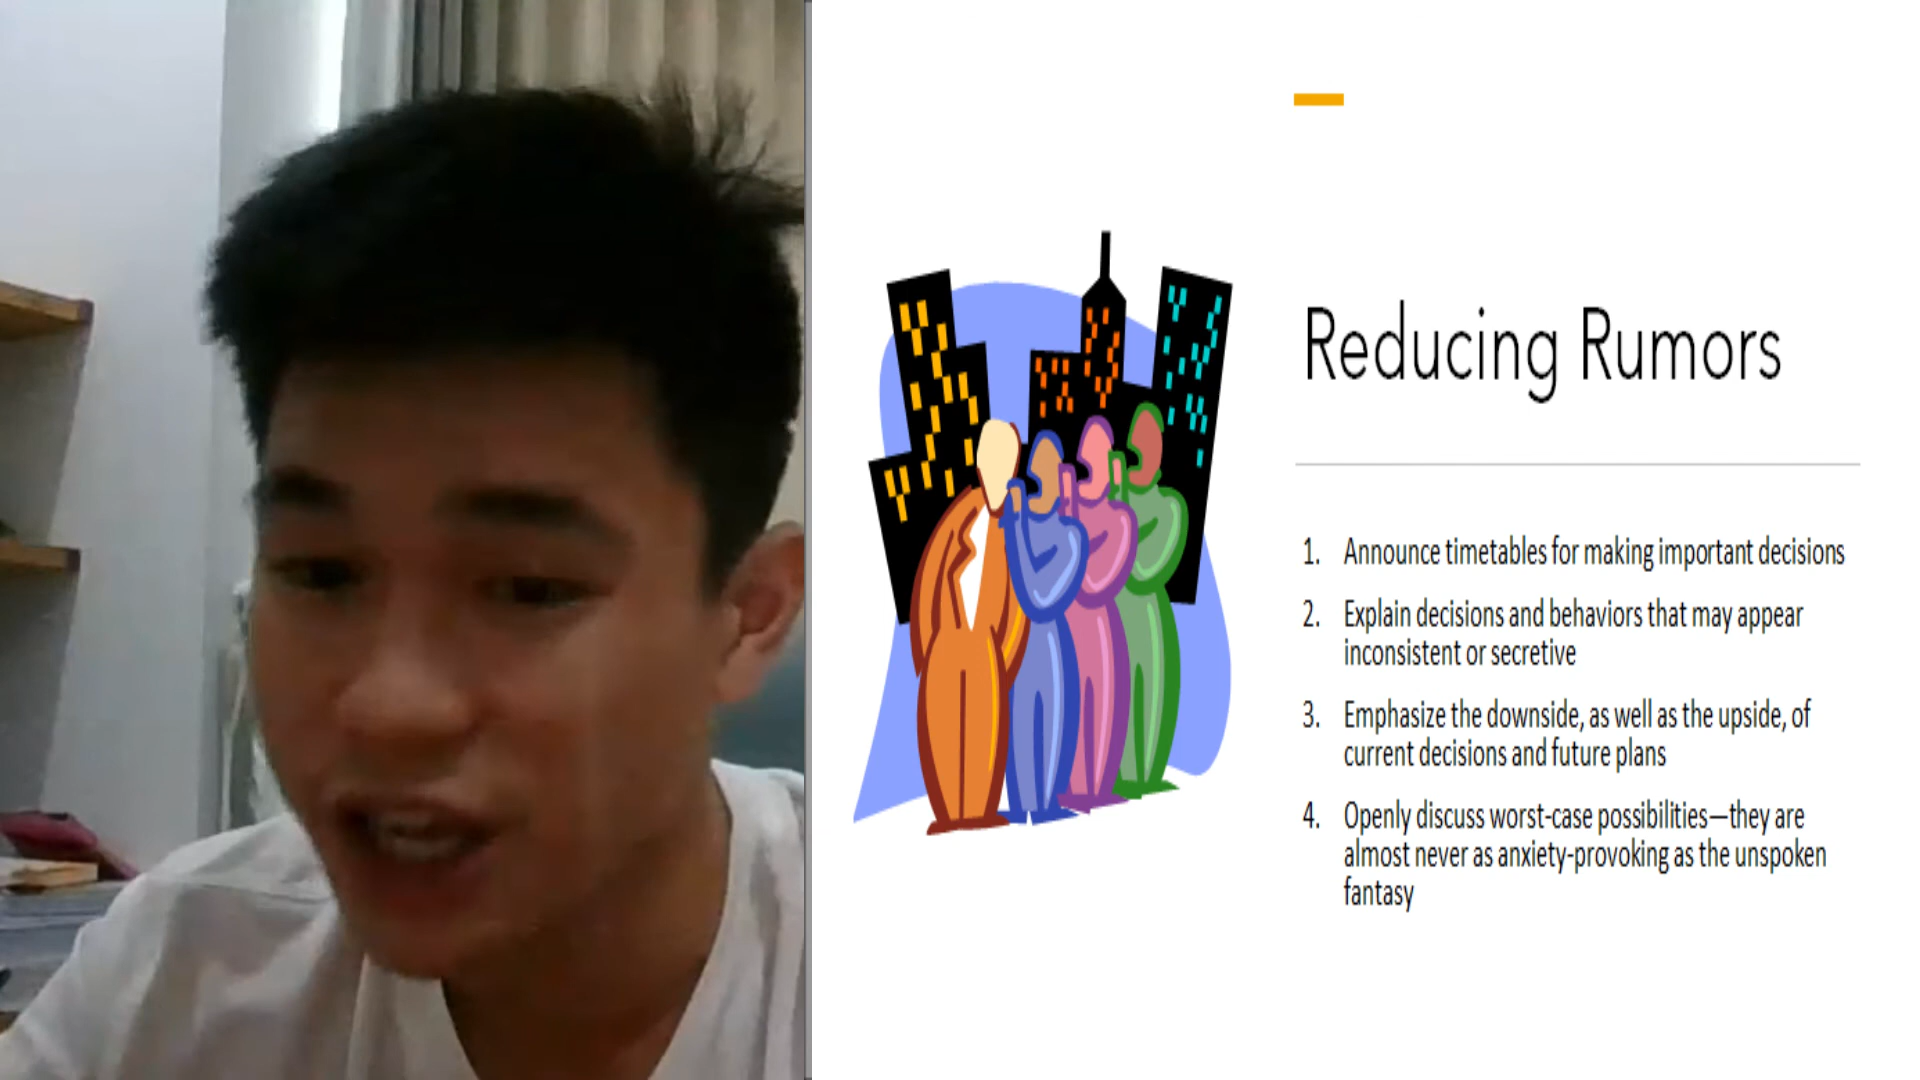 Reducing Rumors
1. Announce timetables for making important decisions
2. Explain decisions and behaviors that may appear
inconsistent or secretive
3. Emphasize the downside, as well as the upside, of
current decisions and future plans
4. Openly discuss worst-case possibilities—they are
almost never as anxiety-provoking as the unspoken
fantasy